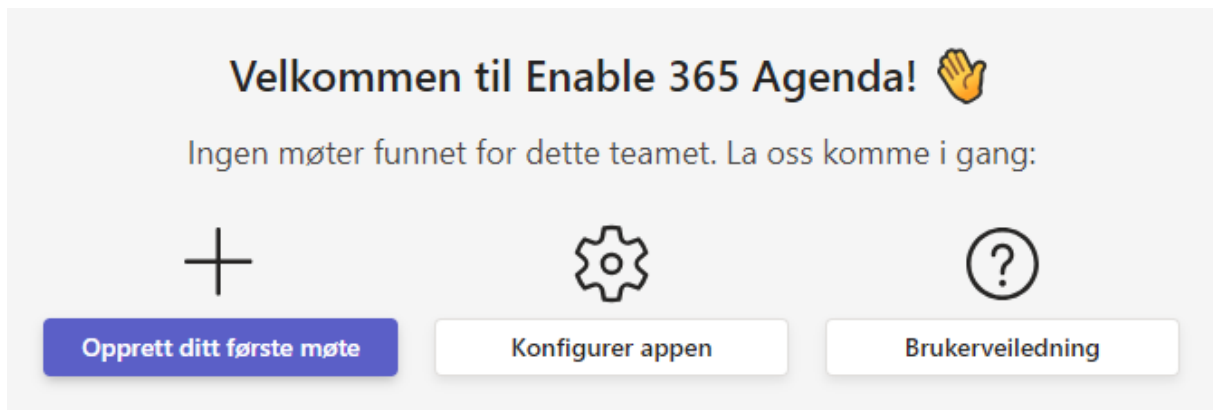 Velkommen til Enable 365 Agenda! 👋
Ingen møter funnet for dette teamet. La oss komme i gang:
Opprett ditt første møte
Konfigurer appen
Brukerveiledning